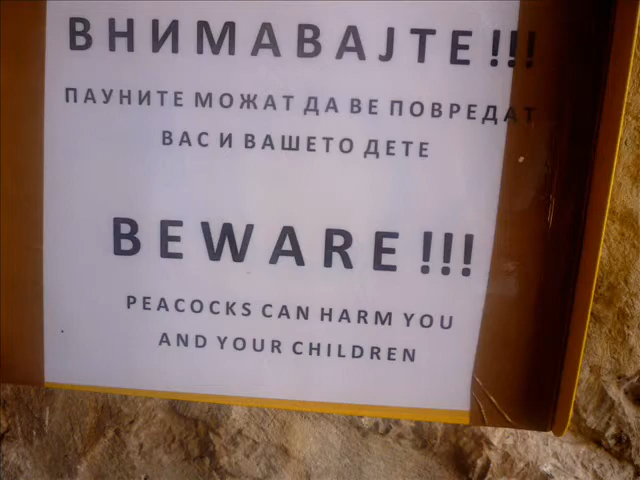 ВНИМАВАЈТЕ!!!
ПАУНИТЕ МОЖАТ ДА ВЕ ПОВРЕДАТ
ВАС И ВАШЕТО ДЕТЕ
BEWARE!!!
PEACOCKS CAN HARM YOU
AND YOUR CHILDREN